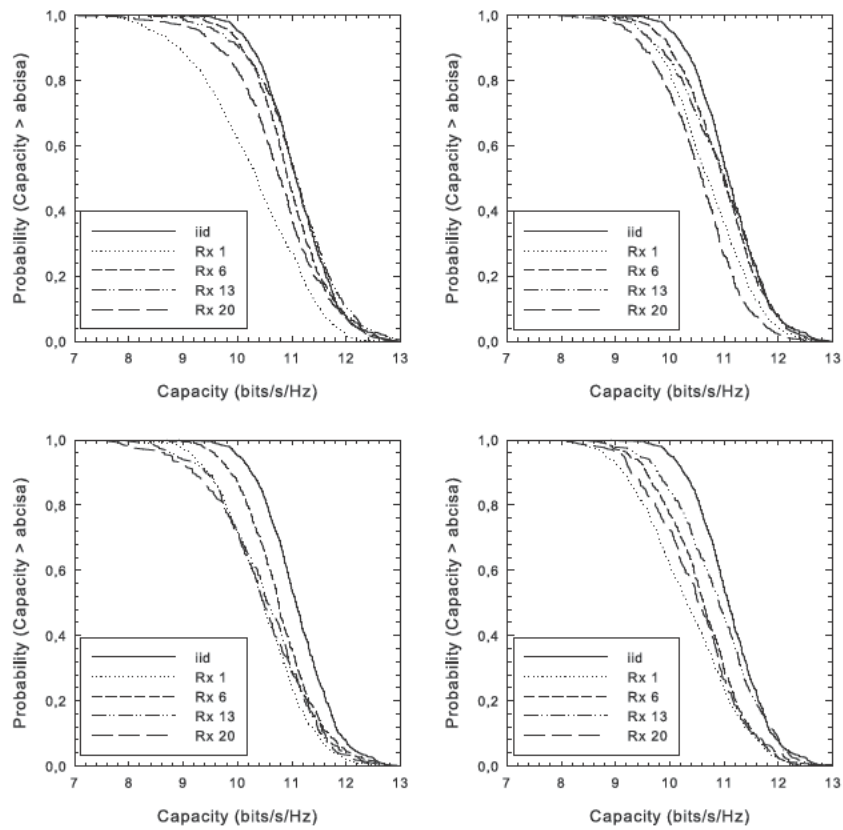 1,0
0,8
0,6
0,4
0,2
0,0
Probability (Capacity > abcisa)
iid
Rx 1
Rx 6
Rx 13
Rx 20
7 8 9 10 11 12 13
Capacity (bits/s/Hz)
1,0
0,8
0,6
0,4
0,2
0,0
Probability (Capacity > abcisa)
iid
Rx 1
Rx 6
Rx 13
Rx 20
7 8 9 10 11 12 13
Capacity (bits/s/Hz)
1,0
0,8
0,6
0,4
0,2
0,0
Probability (Capacity > abcisa)
iid
Rx 1
Rx 6
Rx 13
Rx 20
7 8 9 10 11 12 13
Capacity (bits/s/Hz)
1,0
0,8
0,6
0,4
0,2
0,0
Probability (Capacity > abcisa)
iid
Rx 1
Rx 6
Rx 13
Rx 20
7 8 9 10 11 12 13
Capacity (bits/s/Hz)